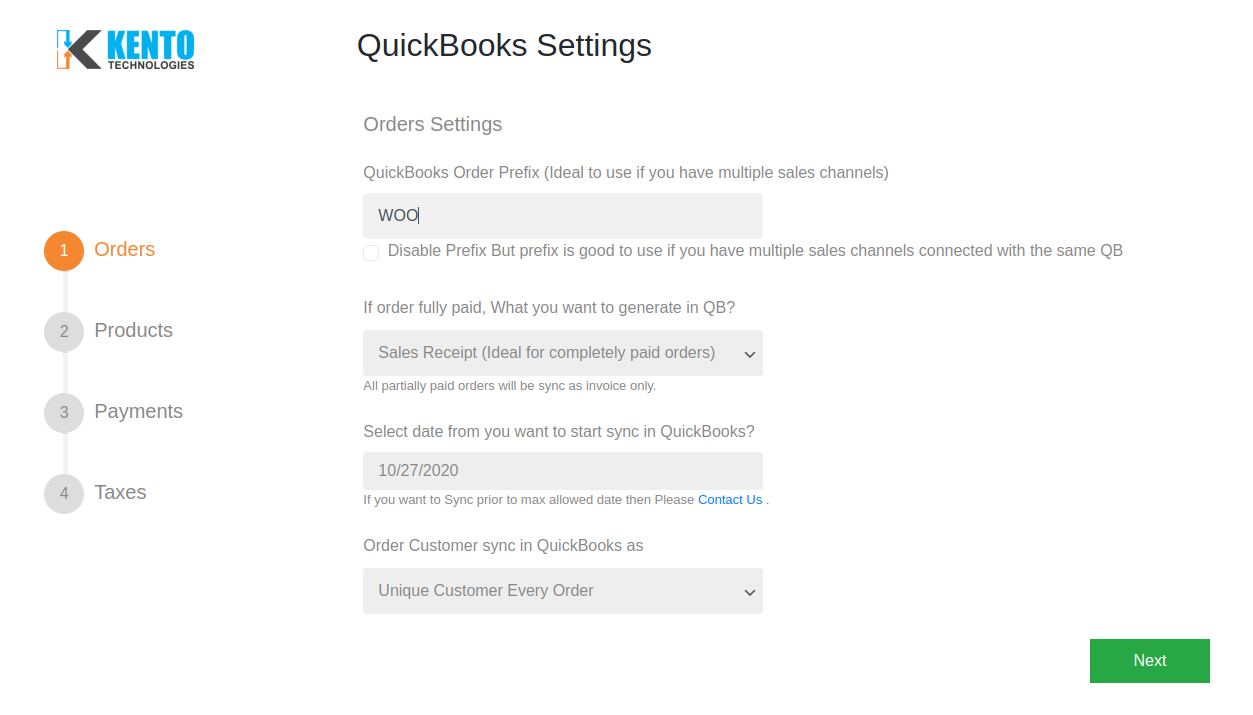 KENTO
TECHNOLOGIES
QuickBooks Settings
Orders Settings
QuickBooks Order Prefix (Ideal to use if you have multiple sales channels)
WOO
Disable Prefix But prefix is good to use if you have multiple sales channels connected with the same QB
1 Orders
2 Products
3 Payments
4 Taxes
If order fully paid, What you want to generate in QB?
Sales Receipt (Ideal for completely paid orders)
All partially paid orders will be sync as invoice only.
Select date from you want to start sync in QuickBooks?
10/27/2020
If you want to Sync prior to max allowed date then Please Contact Us .
Order Customer sync in QuickBooks as
Unique Customer Every Order
Next